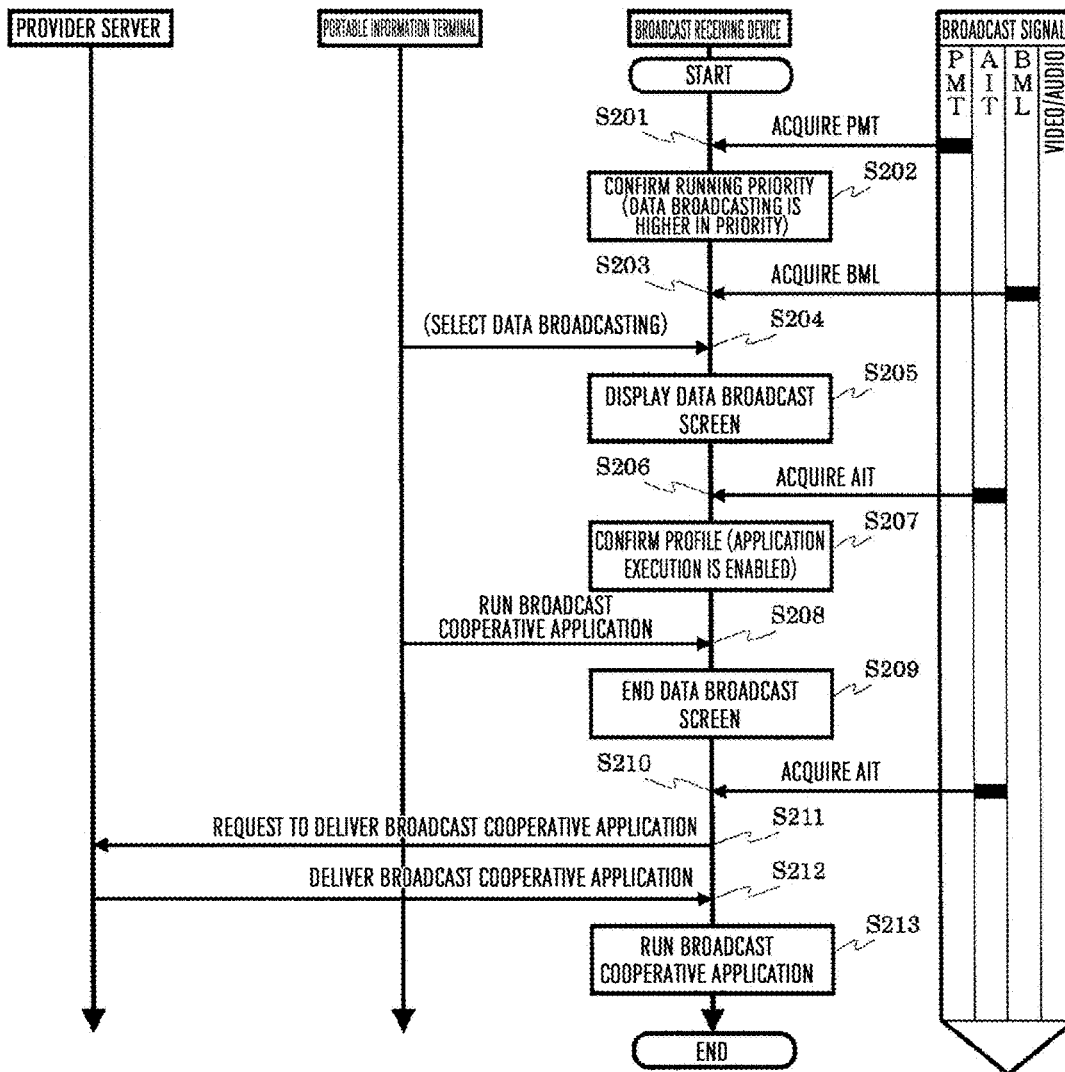 PROVIDER SERVER
PORTABLE INFORMATION TERMINAL
BROADCAST RECEIVING DEVICE
BROADCAST SIGNAL
PMT
AIT
BML
VIDEO/AUDIO
START
S201
ACQUIRE PMT
S202
CONFIRM RUNNING PRIORITY
(DATA BROADCASTING IS
HIGHER IN PRIORITY)
S203
ACQUIRE BML
(SELECT DATA BROADCASTING)
S204
S205
DISPLAY DATA BROADCAST
SCREEN
S206
ACQUIRE AIT
S207
CONFIRM PROFILE (APPLICATION
EXECUTION IS ENABLED)
RUN BROADCAST
COOPERATIVE APPLICATION
S208
S209
END DATA BROADCAST
SCREEN
S210
ACQUIRE AIT
REQUEST TO DELIVER BROADCAST COOPERATIVE APPLICATION
S211
DELIVER BROADCAST COOPERATIVE APPLICATION
S212
S213
RUN BROADCAST
COOPERATIVE APPLICATION
END